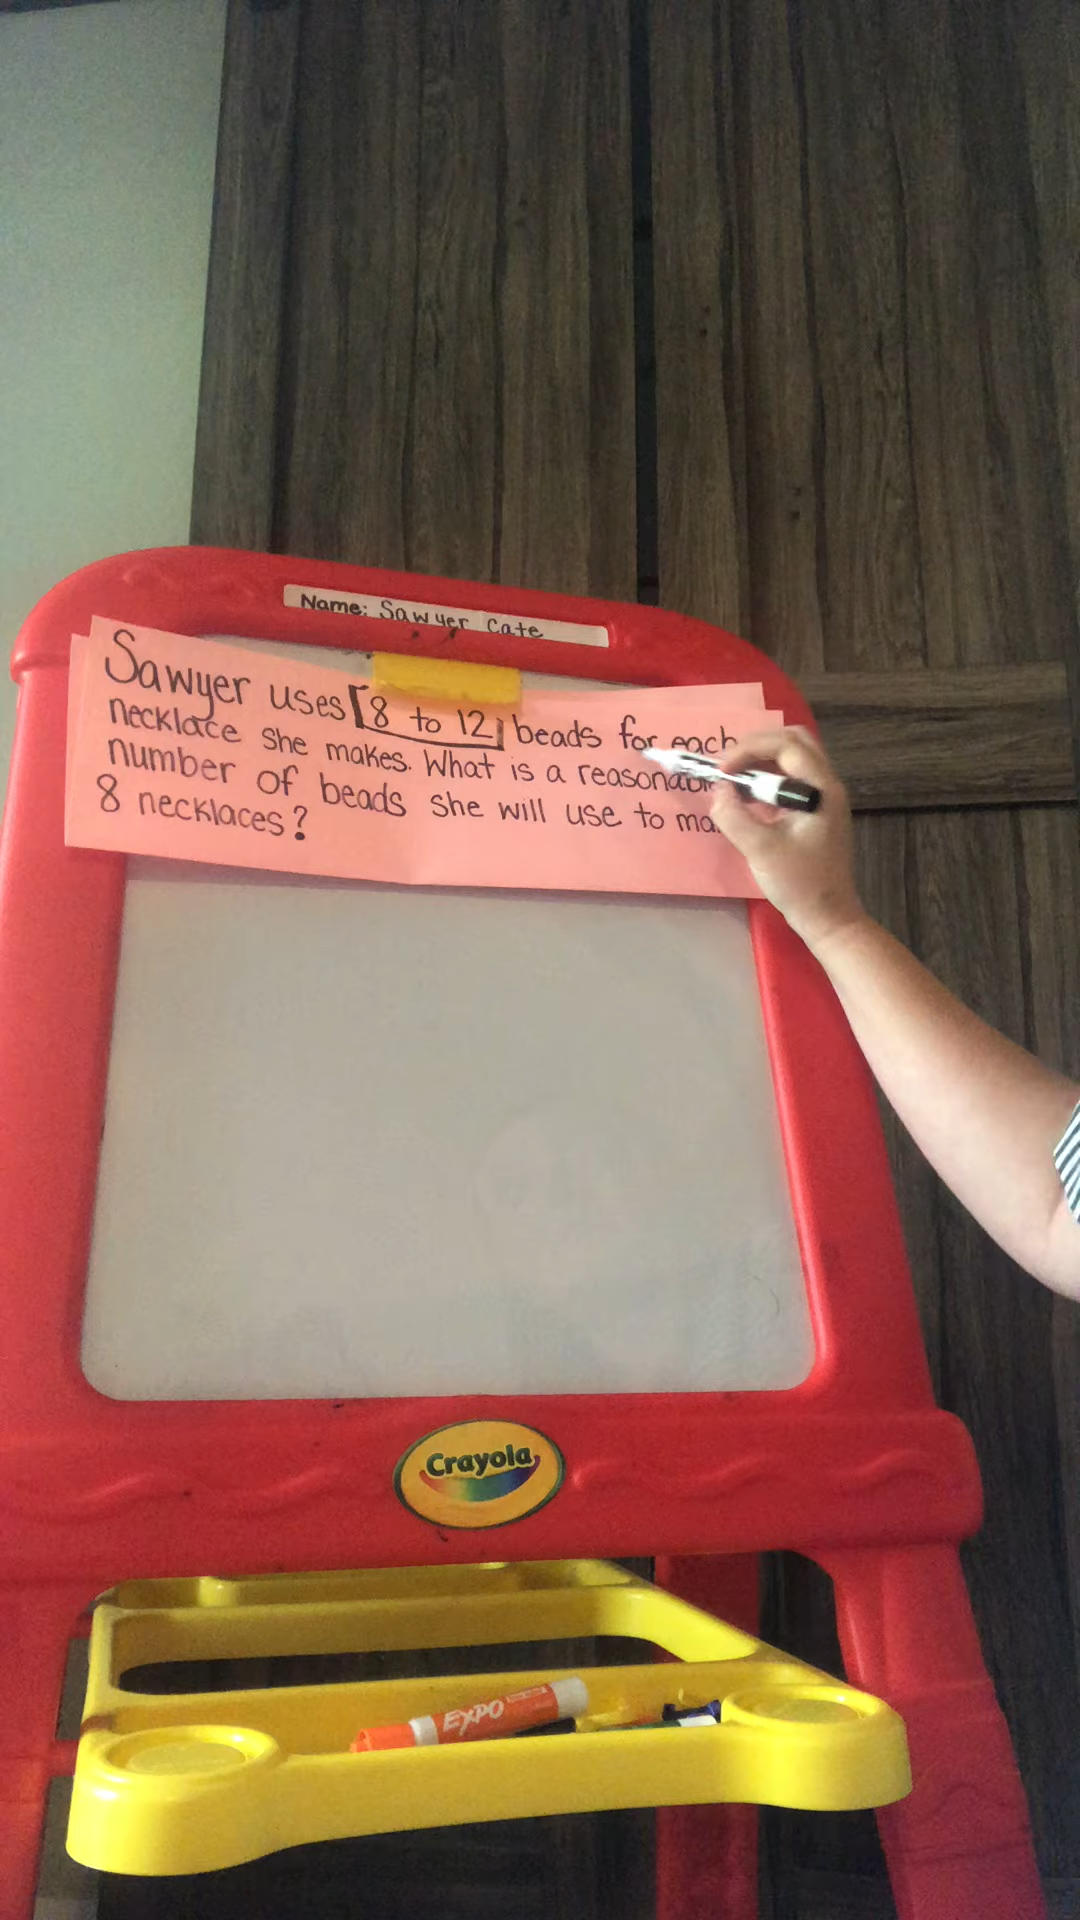 Name: Sawyer Cate
Sawyer uses [8 to 12] beads for each
necklace she makes. What is a
number of beads she will use to
8 necklaces?
Crayola
EXPO